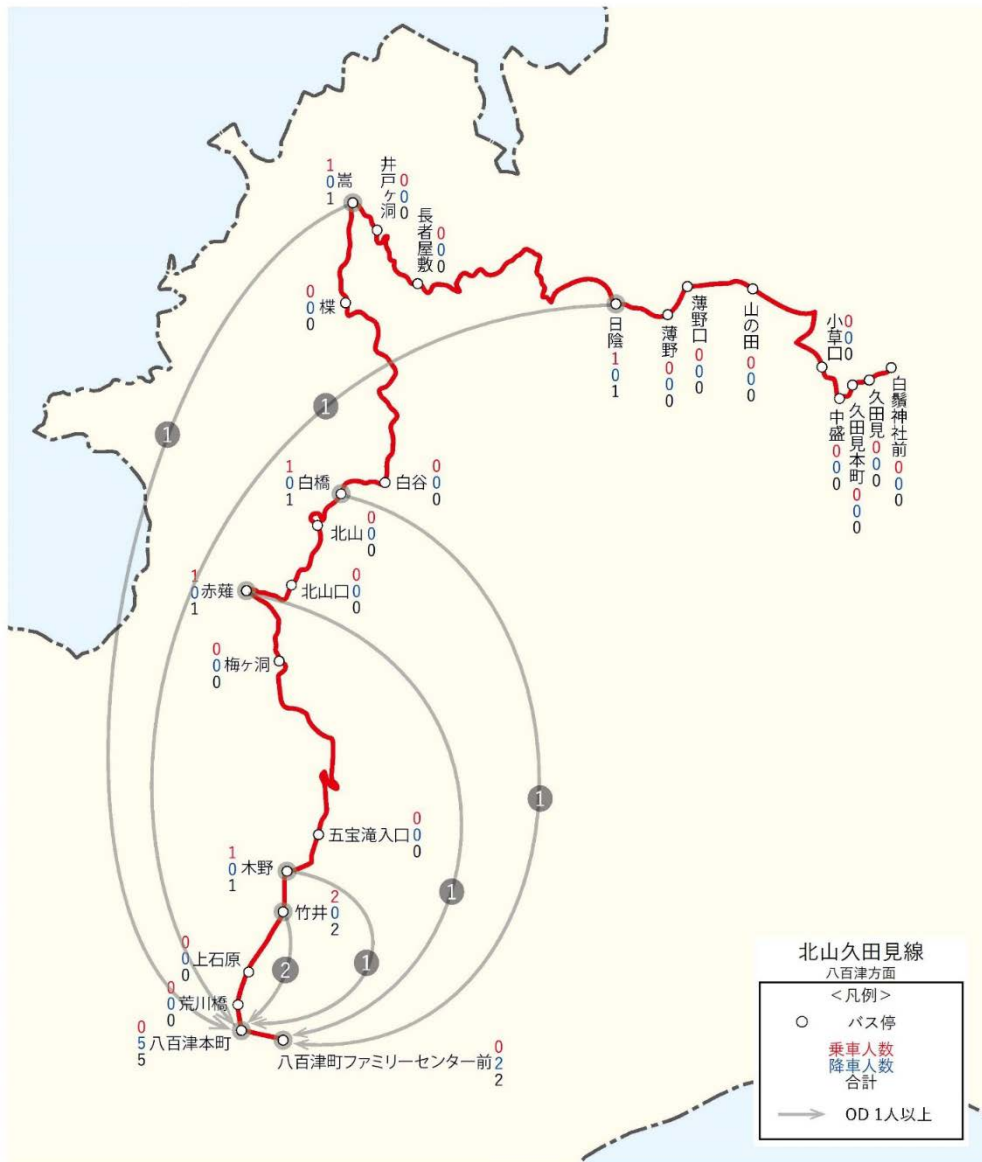 1
0
1
嵩
井戸ヶ洞
0
0
0
長者屋敷
0
0
0
0
0
0
楪
日陰
1
0
1
薄野
0
0
0
薄野口
0
0
0
山の田
0
0
0
小草口
0
0
0
中盛
0
0
0
久田見本町
0
0
0
久田見
0
0
0
白鬚神社前
0
0
0
1
1
1
0
1
白橋
白谷
0
0
0
北山
0
0
0
1
0
1
赤薙
北山口
0
0
0
0
0
0
梅ヶ洞
1
五宝滝入口
0
0
0
1
0
1
木野
1
竹井
2
0
2
0
0
0
上石原
2
1
0
0
0
荒川橋
0
5
5
八百津本町
八百津町ファミリーセンター前
0
2
2
北山久田見線
八百津方面
<凡例>
バス停
乗車人数
降車人数
合計
OD 1人以上